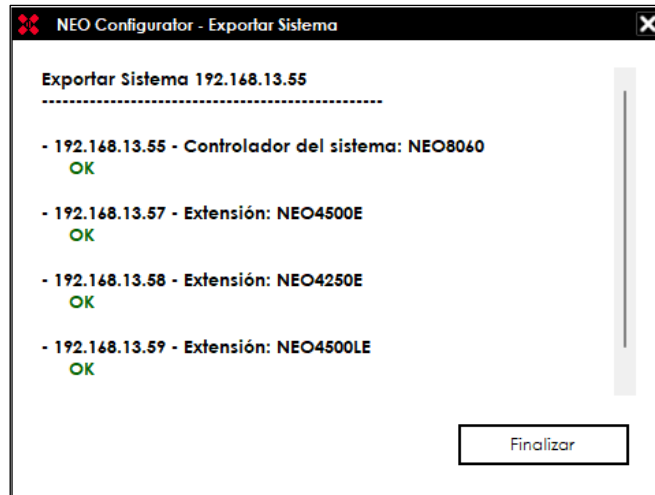 NEO Configurator - Exportar Sistema
Exportar Sistema 192.168.13.55
--------------------------------------------------
- 192.168.13.55 - Controlador del sistema: NEO8060
OK
- 192.168.13.57 - Extensión: NEO4500E
OK
- 192.168.13.58 - Extensión: NEO4250E
OK
- 192.168.13.59 - Extensión: NEO4500LE
OK
Finalizar